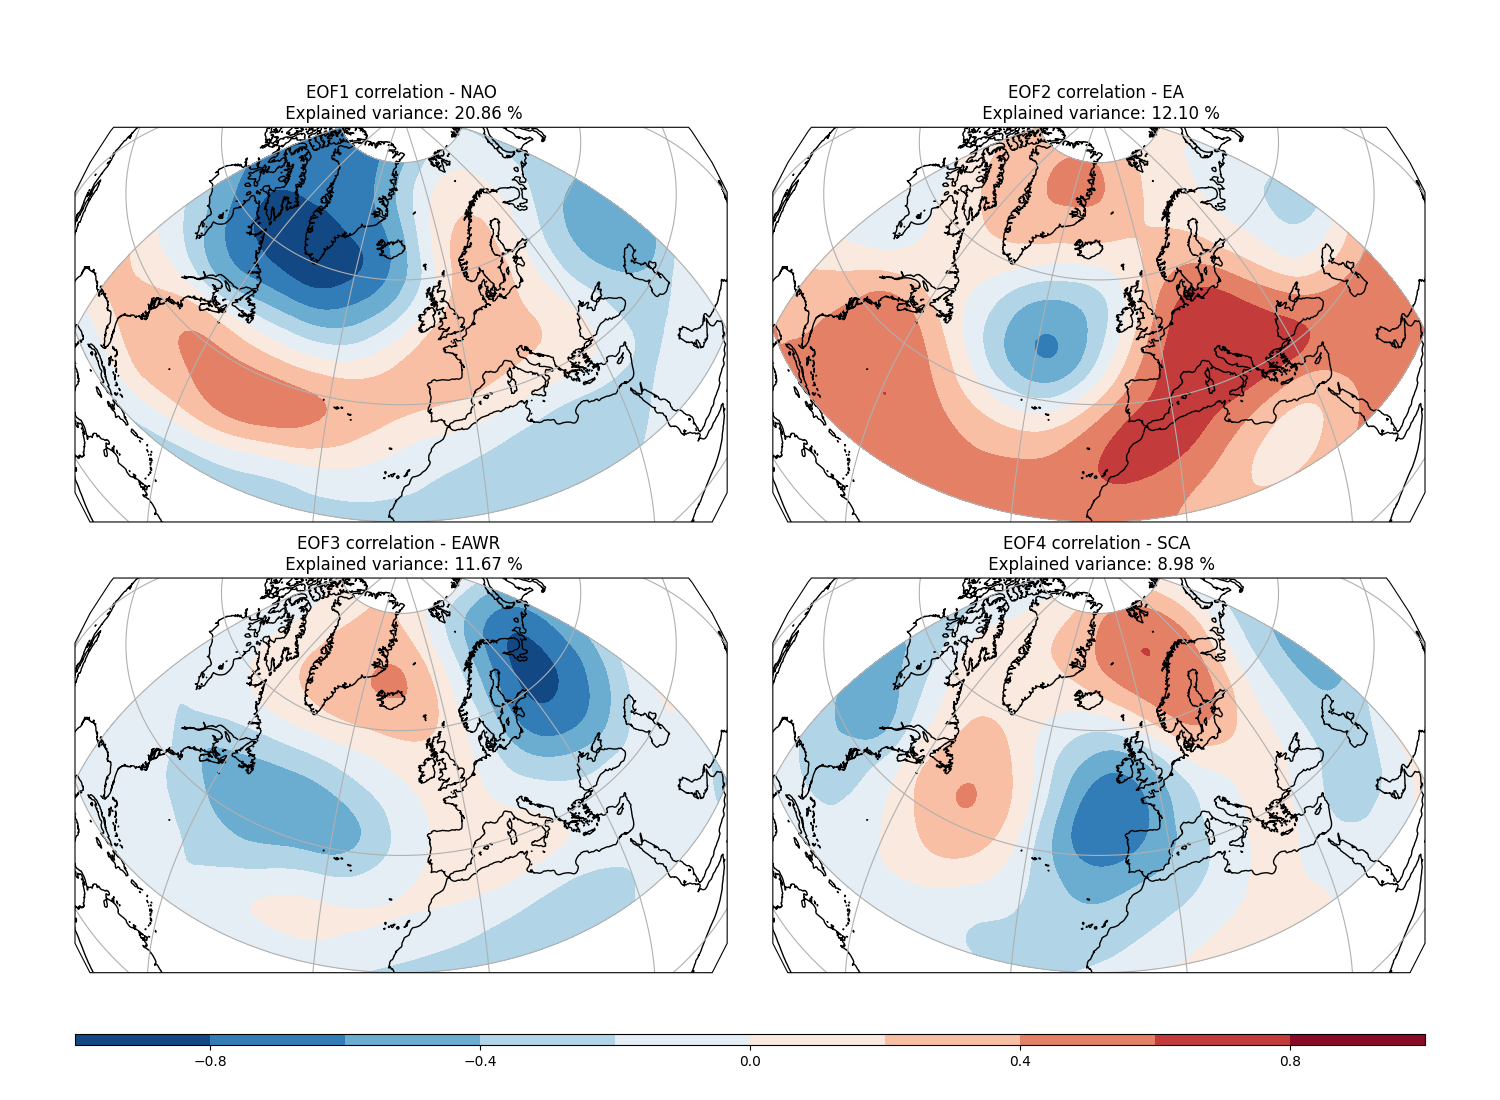 EOF1 correlation - NAO
Explained variance: 20.86 %
EOF2 correlation - EA
Explained variance: 12.10 %
EOF3 correlation - EAWR
Explained variance: 11.67 %
EOF4 correlation - SCA
Explained variance: 8.98 %
−0.8 −0.4 0.0 0.4 0.8